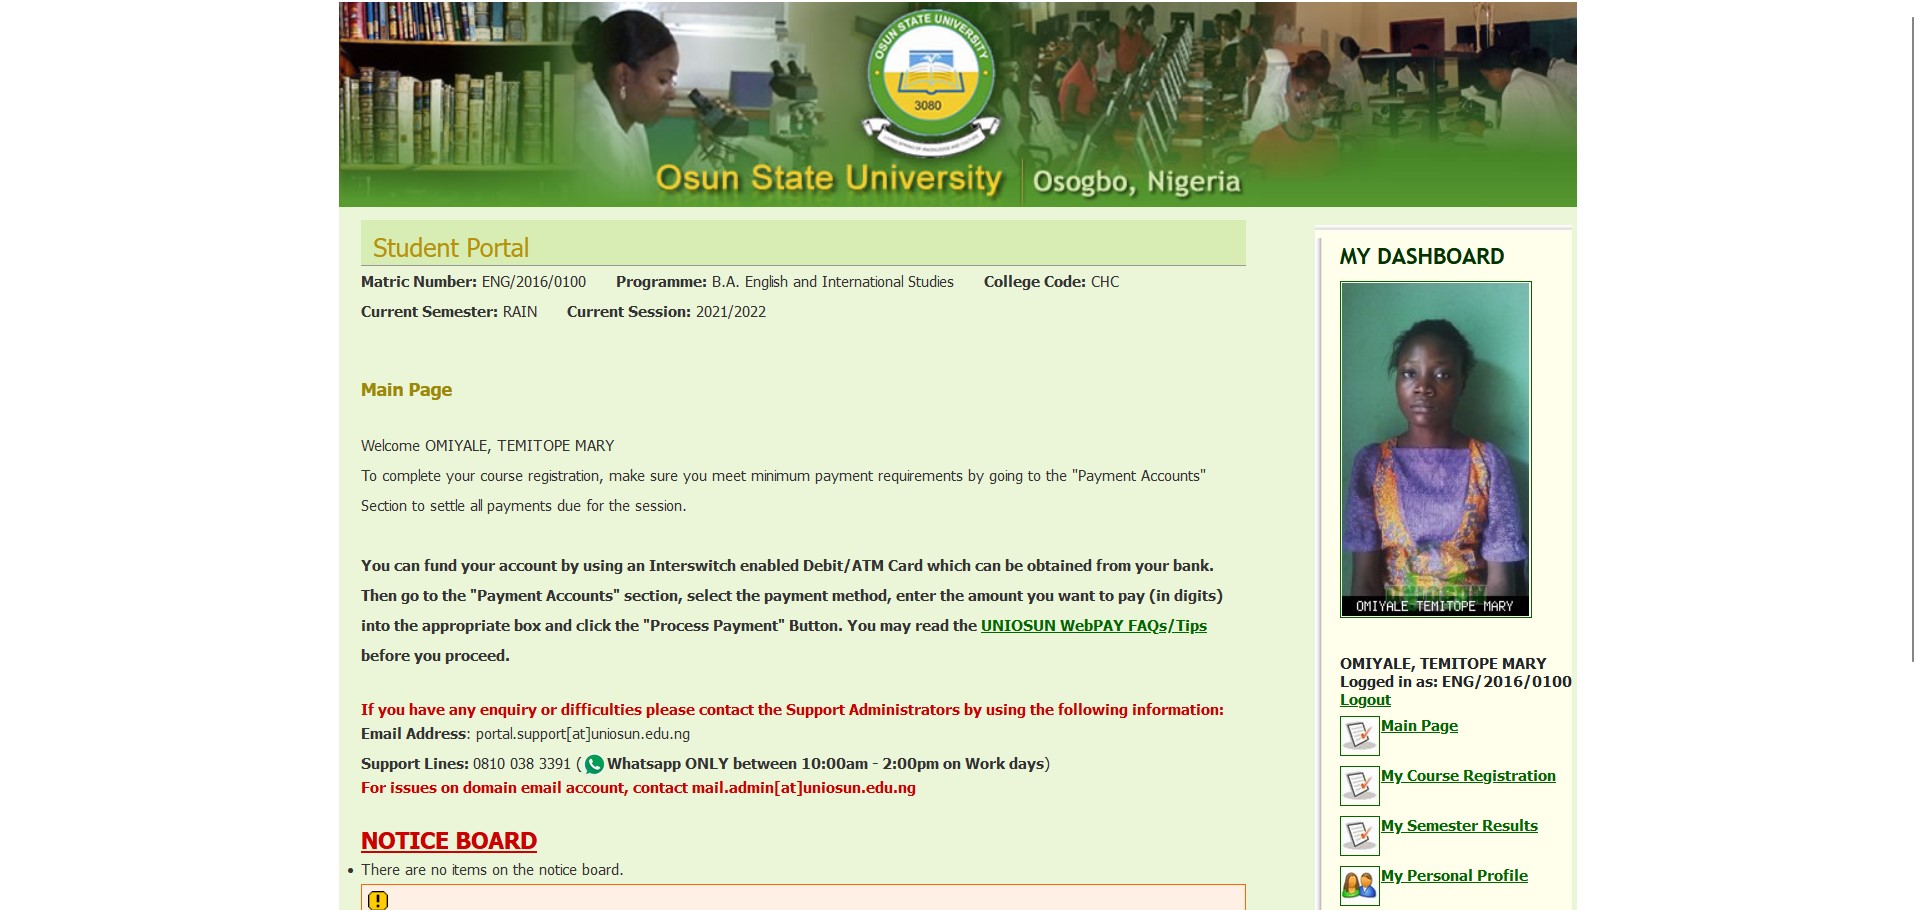 OSUN STATE UNIVERSITY
3080
Osun State University
Osogbo, Nigeria
Student Portal
Matric Number: ENG/2016/0100 Programme: B.A. English and International Studies College Code: CHC
Current Semester: RAIN Current Session: 2021/2022
Main Page
Welcome OMIYALE, TEMITOPE MARY
To complete your course registration, make sure you meet minimum payment requirements by going to the "Payment Accounts"
Section to settle all payments due for the session.
You can fund your account by using an Interswitch enabled Debit/ATM Card which can be obtained from your bank.
Then go to the "Payment Accounts" section, select the payment method, enter the amount you want to pay (in digits)
into the appropriate box and click the "Process Payment" Button. You may read the UNIOSUN WebPAY FAQs/Tips
before you proceed.
If you have any enquiry or difficulties please contact the Support Administrators by using the following information:
Email Address: portal.support[at]uniosun.edu.ng
Support Lines: 0810 038 3391 ( Whatsapp ONLY between 10:00am - 2:00pm on Work days)
For issues on domain email account, contact mail.admin[at]uniosun.edu.ng
NOTICE BOARD
• There are no items on the notice board.
MY DASHBOARD
OMIYALE TEMITOPE MARY
OMIYALE, TEMITOPE MARY
Logged in as: ENG/2016/0100
Logout
Main Page
My Course Registration
My Semester Results
My Personal Profile